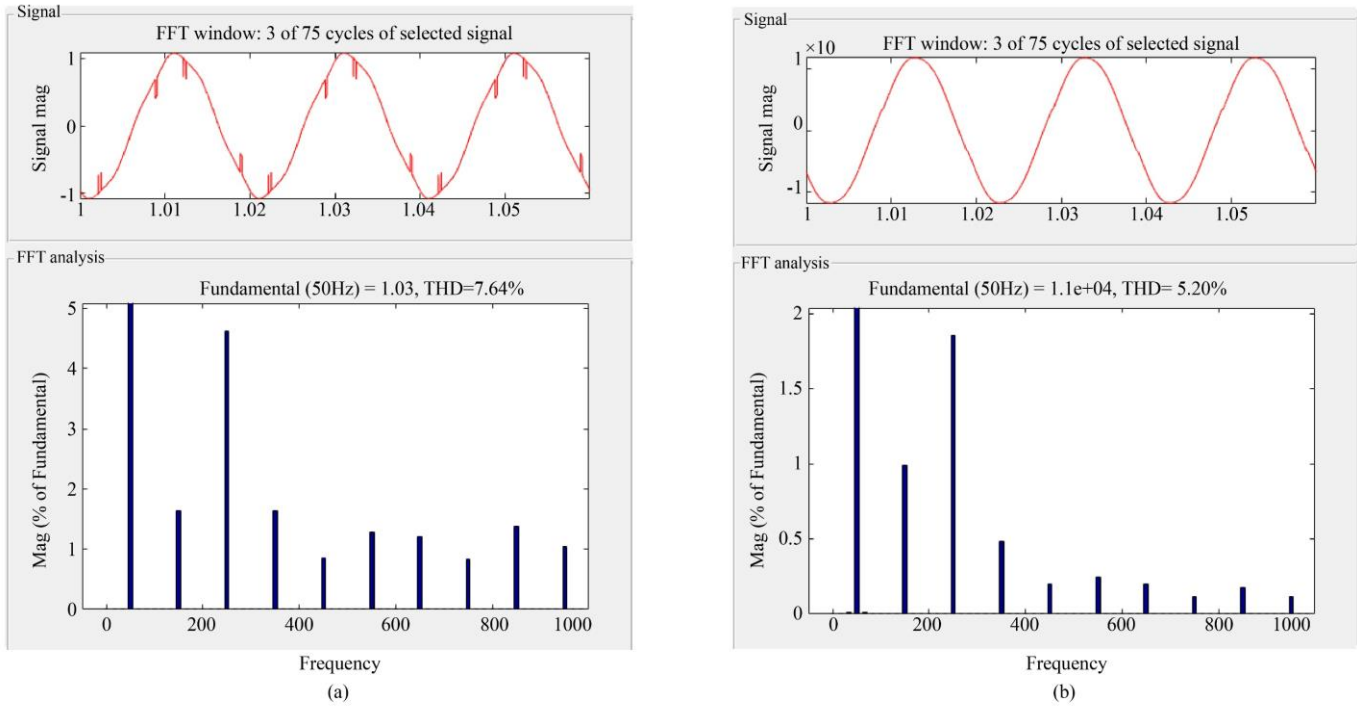 Signal
FFT window: 3 of 75 cycles of selected signal
Signal mag
1
0
-1
1 1.01 1.02 1.03 1.04 1.05
FFT analysis
Fundamental (50Hz) = 1.03, THD=7.64%
Mag (% of Fundamental)
5
4
3
2
1
0
0 200 400 600 800 1000
Frequency
(a)
Signal
FFT window: 3 of 75 cycles of selected signal
1×10
Signal mag
0
-1
1 1.01 1.02 1.03 1.04 1.05
FFT analysis
Fundamental (50Hz) = 1.1e+04, THD= 5.20%
Mag (% of Fundamental)
2
1.5
1
0.5
0
0 200 400 600 800 1000
Frequency
(b)